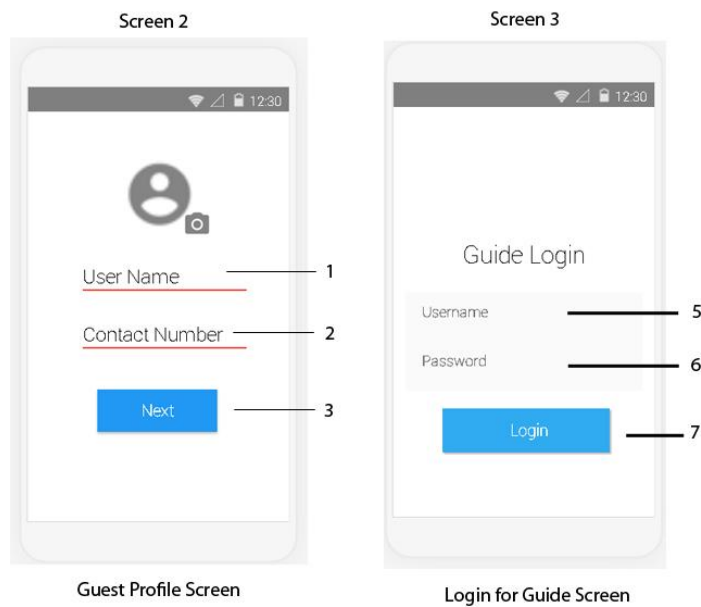 Screen 2
12:30
User Name
1
Contact Number
2
Next
3
Guest Profile Screen
Screen 3
12:30
Guide Login
Username
5
Password
6
Login
7
Login for Guide Screen